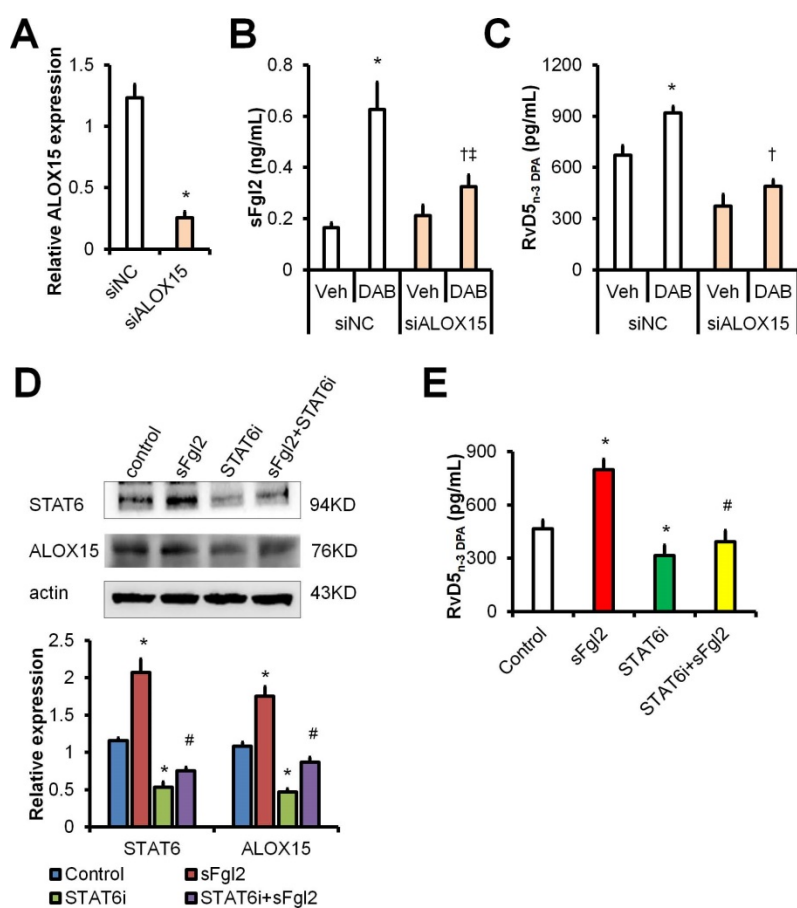 A
Relative ALOX15 expression
1.5
1
0.5
0
*
siNC
siALOX15
B
sFgl2 (ng/mL)
0.8
0.6
0.4
0.2
0
*
†‡
Veh DAB Veh DAB
siNC siALOX15
C
RvD5n-3 DPA (pg/mL)
1200
900
600
300
0
*
†
Veh DAB Veh DAB
siNC siALOX15
D
control sFgl2 STAT6i sFgl2+STAT6i
STAT6 94KD
ALOX15 76KD
actin 43KD
Relative expression
2.5
2
1.5
1
0.5
0
* * # * * #
STAT6 ALOX15
Control sFgl2
STAT6i STAT6i+sFgl2
E
RvD5n-3 DPA (pg/mL)
900
600
300
0
* * #
Control sFgl2 STAT6i STAT6i+sFgl2